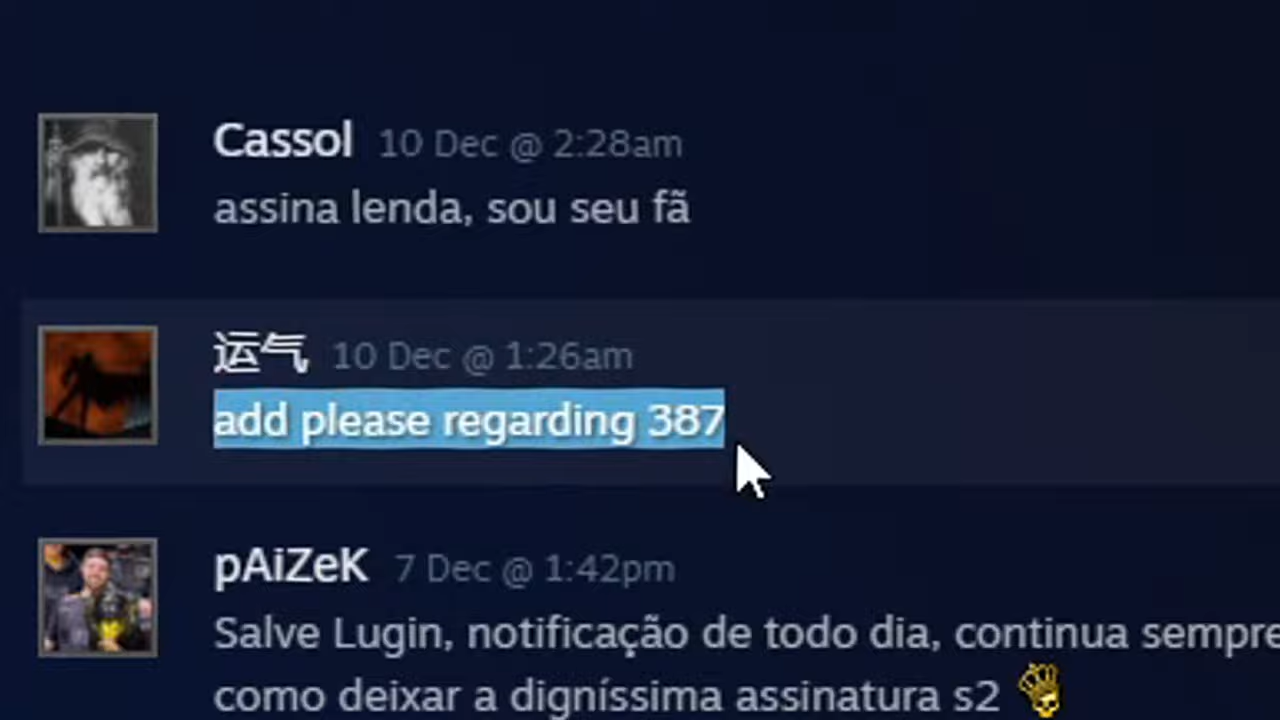 Cassol 10 Dec @ 2:28am
assina lenda, sou seu fã
运气 10 Dec @ 1:26am
add please regarding 387
pAiZeK 7 Dec @ 1:42pm
Salve Lugin, notificação de todo dia, continua sempre
como deixar a digníssima assinatura s2